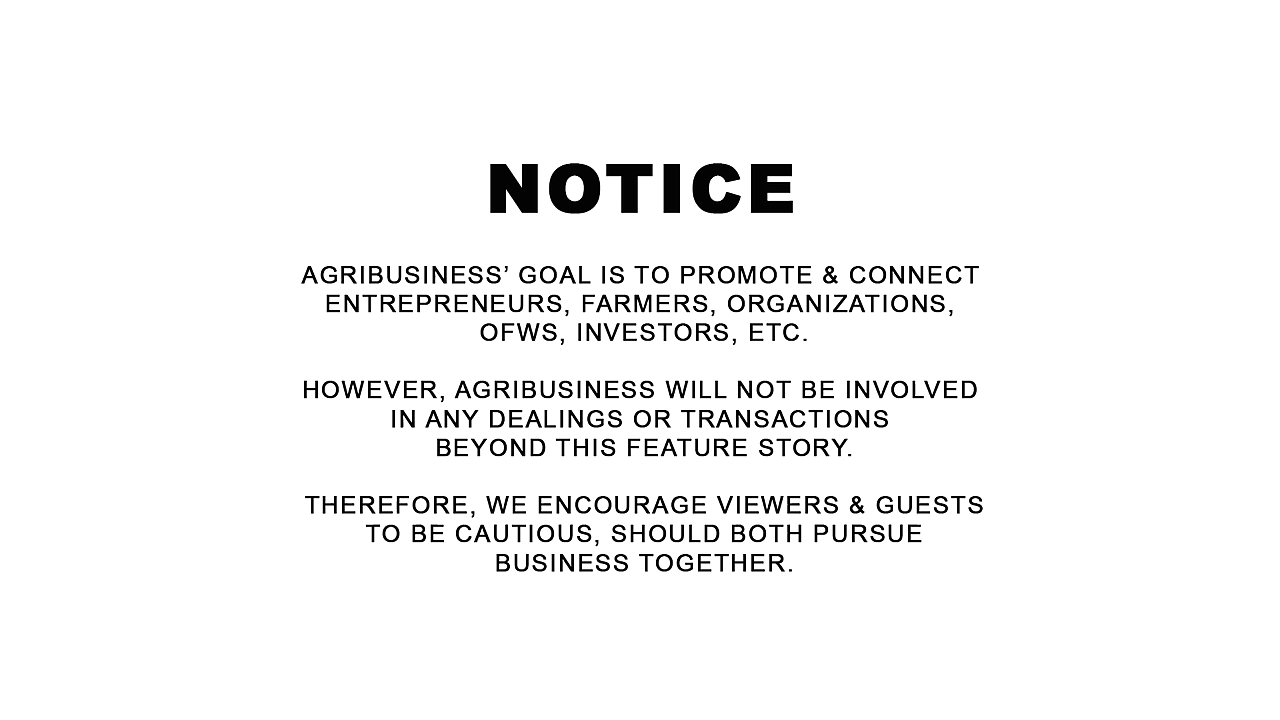 NOTICE
AGRIBUSINESS’ GOAL IS TO PROMOTE & CONNECT
ENTREPRENEURS, FARMERS, ORGANIZATIONS,
OFWS, INVESTORS, ETC.
HOWEVER, AGRIBUSINESS WILL NOT BE INVOLVED
IN ANY DEALINGS OR TRANSACTIONS
BEYOND THIS FEATURE STORY.
THEREFORE, WE ENCOURAGE VIEWERS & GUESTS
TO BE CAUTIOUS, SHOULD BOTH PURSUE
BUSINESS TOGETHER.